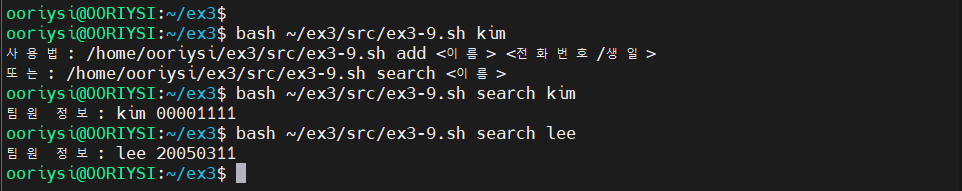 ooriysi@OORIYSI:~/ex3$
ooriysi@OORIYSI:~/ex3$ bash ~/ex3/src/ex3-9.sh kim
사용법: /home/ooriysi/ex3/src/ex3-9.sh add <이름> <전화번호/생일>
또는: /home/ooriysi/ex3/src/ex3-9.sh search <이름>
ooriysi@OORIYSI:~/ex3$ bash ~/ex3/src/ex3-9.sh search kim
팀원 정보: kim 00001111
ooriysi@OORIYSI:~/ex3$ bash ~/ex3/src/ex3-9.sh search lee
팀원 정보: lee 20050311
ooriysi@OORIYSI:~/ex3$